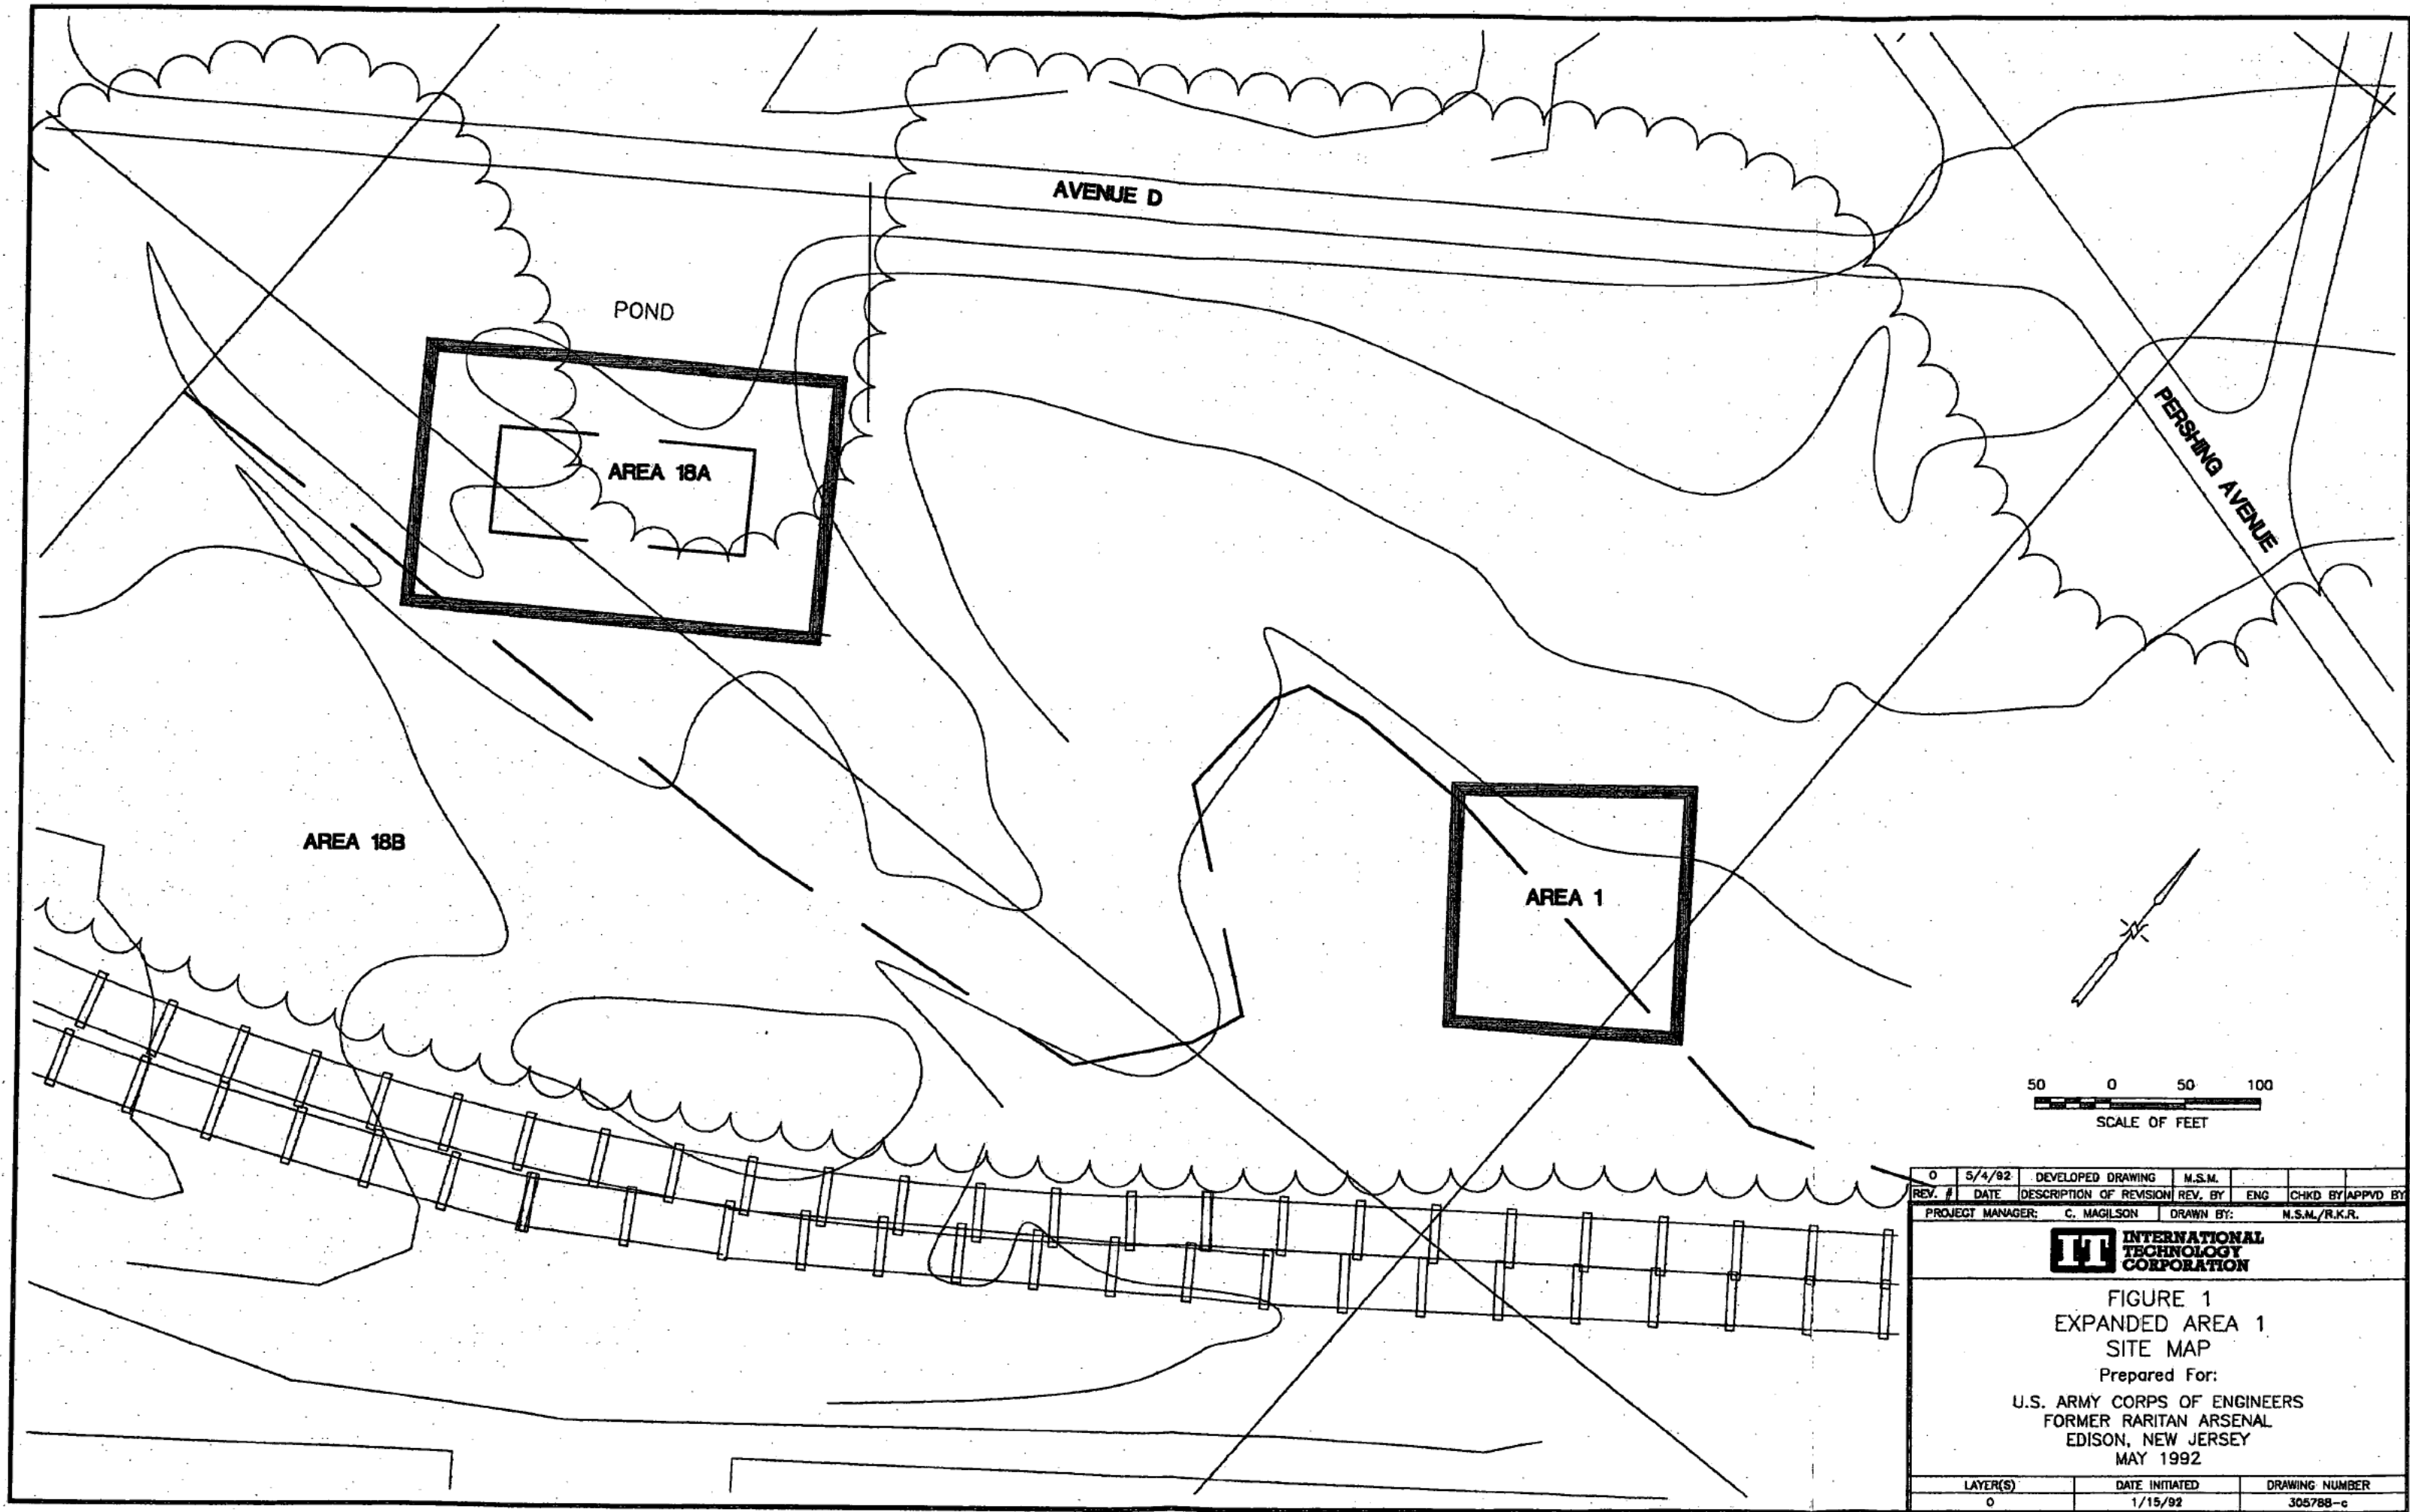 AVENUE D
POND
PERSHING AVENUE
AREA 18A
AREA 18B
AREA 1
N
50 0 50 100
SCALE OF FEET
0 5/4/92 DEVELOPED DRAWING M.S.M.
REV. # DATE DESCRIPTION OF REVISION REV. BY ENG CHKD BY APPVD BY
PROJECT MANAGER: C. MAGILSON DRAWN BY: M.S.M./R.K.R.
IT INTERNATIONAL
TECHNOLOGY
CORPORATION
FIGURE 1
EXPANDED AREA 1
SITE MAP
Prepared For:
U.S. ARMY CORPS OF ENGINEERS
FORMER RARITAN ARSENAL
EDISON, NEW JERSEY
MAY 1992
LAYER(S) DATE INITIATED DRAWING NUMBER
0 1/15/92 305788-c